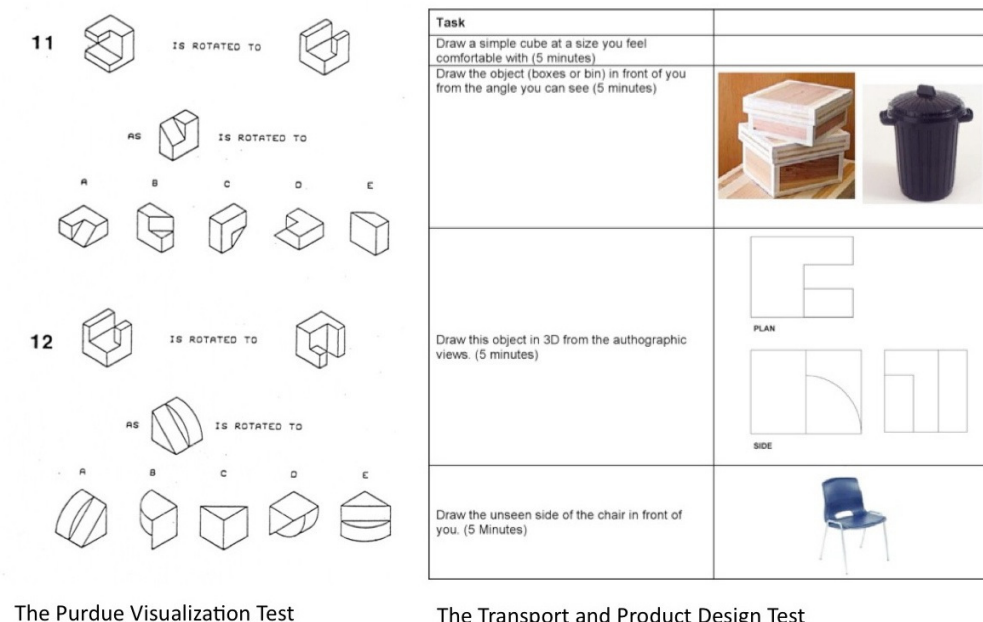 11
IS ROTATED TO
AS
IS ROTATED TO
A B C D E
12
IS ROTATED TO
AS
IS ROTATED TO
A B C D E
The Purdue Visualization Test
Task
Draw a simple cube at a size you feel
comfortable with (5 minutes)
Draw the object (boxes or bin) in front of you
from the angle you can see (5 minutes)
PLAN
Draw this object in 3D from the authographic
views. (5 minutes)
SIDE
Draw the unseen side of the chair in front of
you. (5 Minutes)
The Transport and Product Design Test